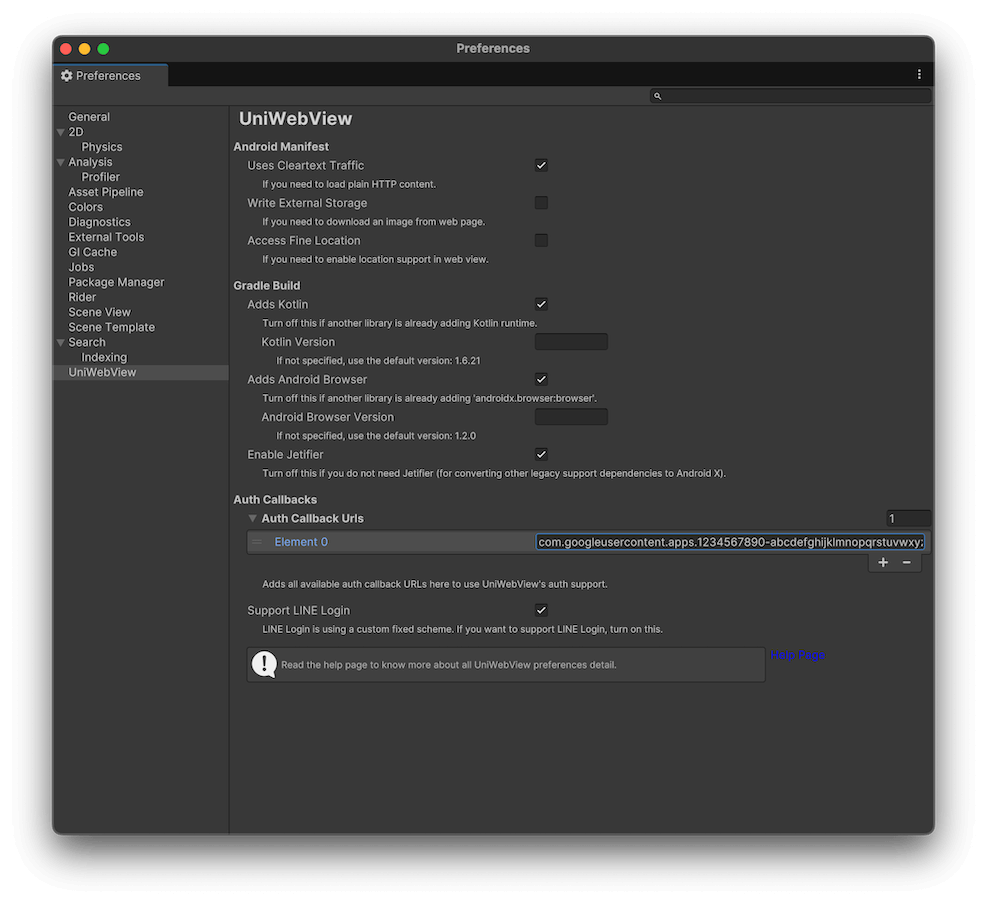 Preferences
Preferences
General
2D
Physics
Analysis
Profiler
Asset Pipeline
Colors
Diagnostics
External Tools
GI Cache
Jobs
Package Manager
Rider
Scene View
Scene Template
Search
Indexing
UniWebView
UniWebView
Android Manifest
Uses Cleartext Traffic
If you need to load plain HTTP content.
Write External Storage
If you need to download an image from web page.
Access Fine Location
If you need to enable location support in web view.
Gradle Build
Adds Kotlin
Turn off this if another library is already adding Kotlin runtime.
Kotlin Version
If not specified, use the default version: 1.6.21
Adds Android Browser
Turn off this if another library is already adding 'androidx.browser:browser'.
Android Browser Version
If not specified, use the default version: 1.2.0
Enable Jetifier
Turn off this if you do not need Jetifier (for converting other legacy support dependencies to Android X).
Auth Callbacks
Auth Callback Urls 1
Element 0 com.googleusercontent.apps.1234567890-abcdefghijklmnopqrstuvwxyz
Adds all available auth callback URLs here to use UniWebView's auth support.
Support LINE Login
LINE Login is using a custom fixed scheme. If you want to support LINE Login, turn on this.
Read the help page to know more about all UniWebView preferences detail. Help Page